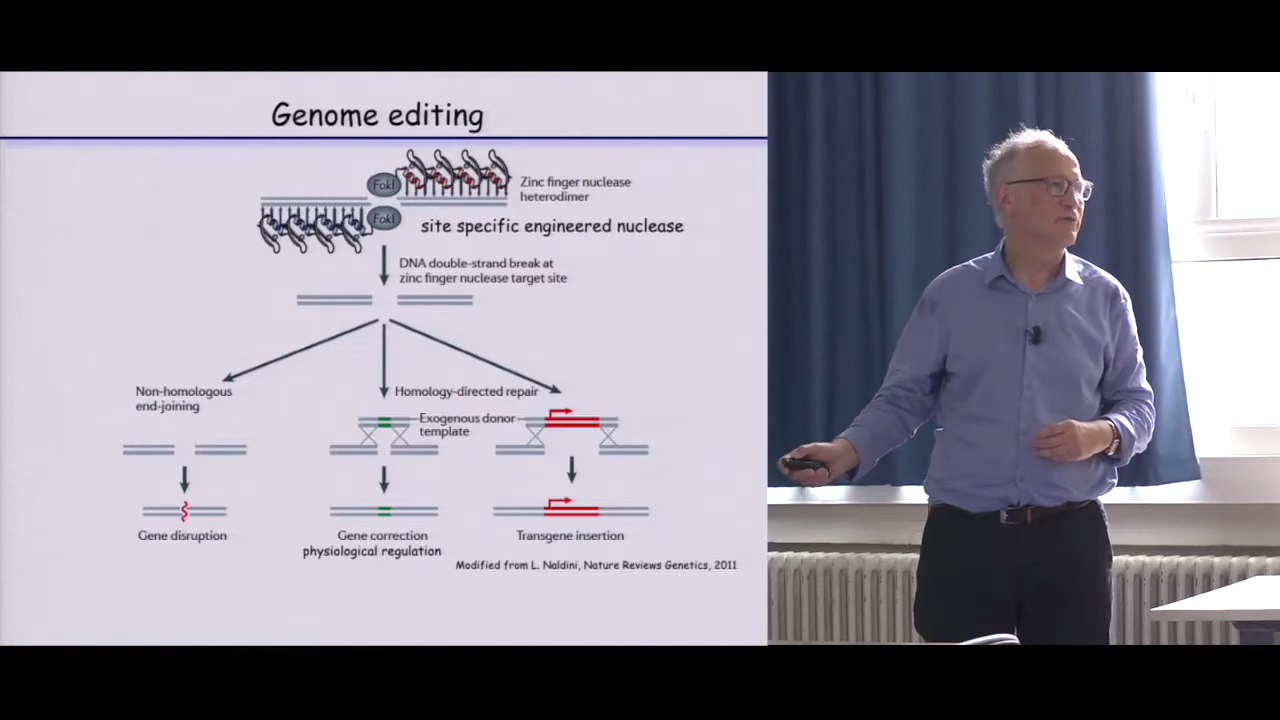 Genome editing
FokI
Zinc finger nuclease
heterodimer
FokI
site specific engineered nuclease
DNA double-strand break at
zinc finger nuclease target site
Non-homologous
end-joining
Homology-directed repair
Exogenous donor
template
Gene disruption
Gene correction
physiological regulation
Transgene insertion
Modified from L. Naldini, Nature Reviews Genetics, 2011